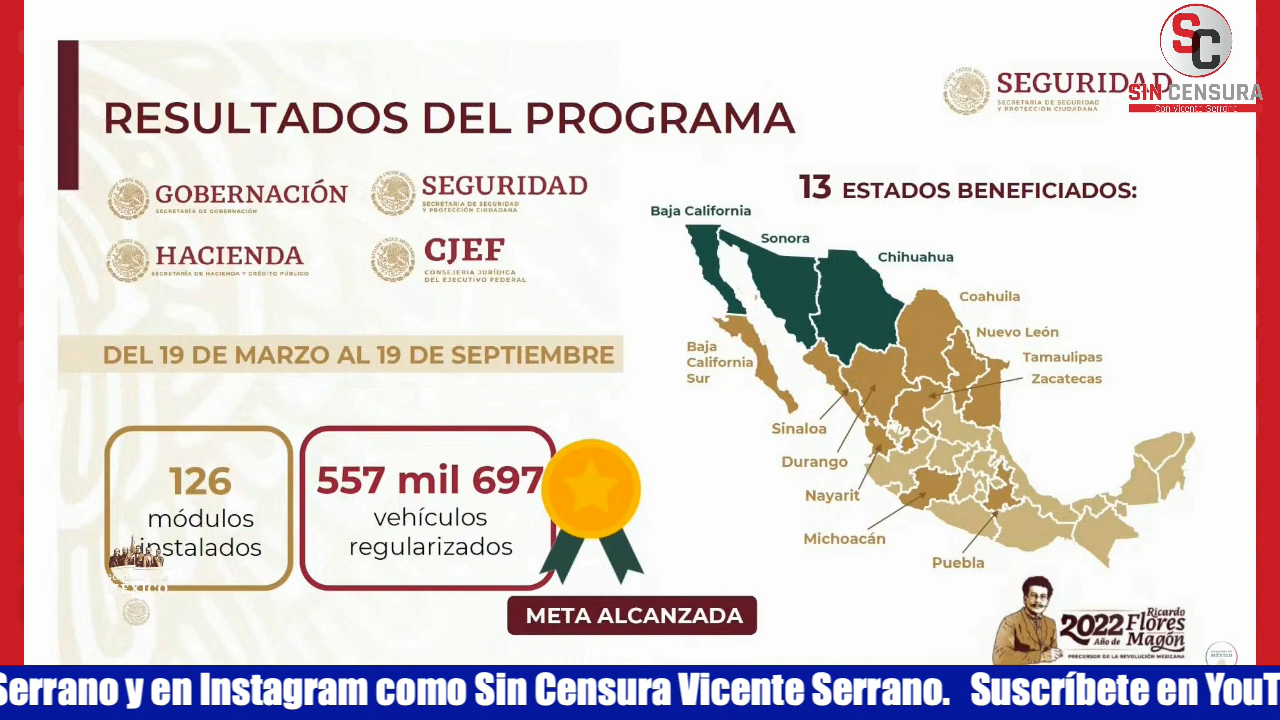 SC
SIN CENSURA
Con Vicente Serrano
SEGURIDAD
SECRETARÍA DE SEGURIDAD
Y PROTECCIÓN CIUDADANA
RESULTADOS DEL PROGRAMA
GOBERNACIÓN
SECRETARÍA DE GOBERNACIÓN
SEGURIDAD
SECRETARÍA DE SEGURIDAD
Y PROTECCIÓN CIUDADANA
HACIENDA
SECRETARÍA DE HACIENDA Y CRÉDITO PÚBLICO
CJEF
CONSEJERÍA JURÍDICA
DEL EJECUTIVO FEDERAL
DEL 19 DE MARZO AL 19 DE SEPTIEMBRE
126
módulos
instalados
557 mil 697
vehículos
regularizados
META ALCANZADA
13 ESTADOS BENEFICIADOS:
Baja California
Sonora
Chihuahua
Coahuila
Nuevo León
Tamaulipas
Zacatecas
Baja
California
Sur
Sinaloa
Durango
Nayarit
Michoacán
Puebla
MÉXICO
2022 Ricardo
Flores
Año de Magón
PRECURSOR DE LA REVOLUCIÓN MEXICANA
MÉXICO
Serrano y en Instagram como Sin Censura Vicente Serrano. Suscríbete en YouT